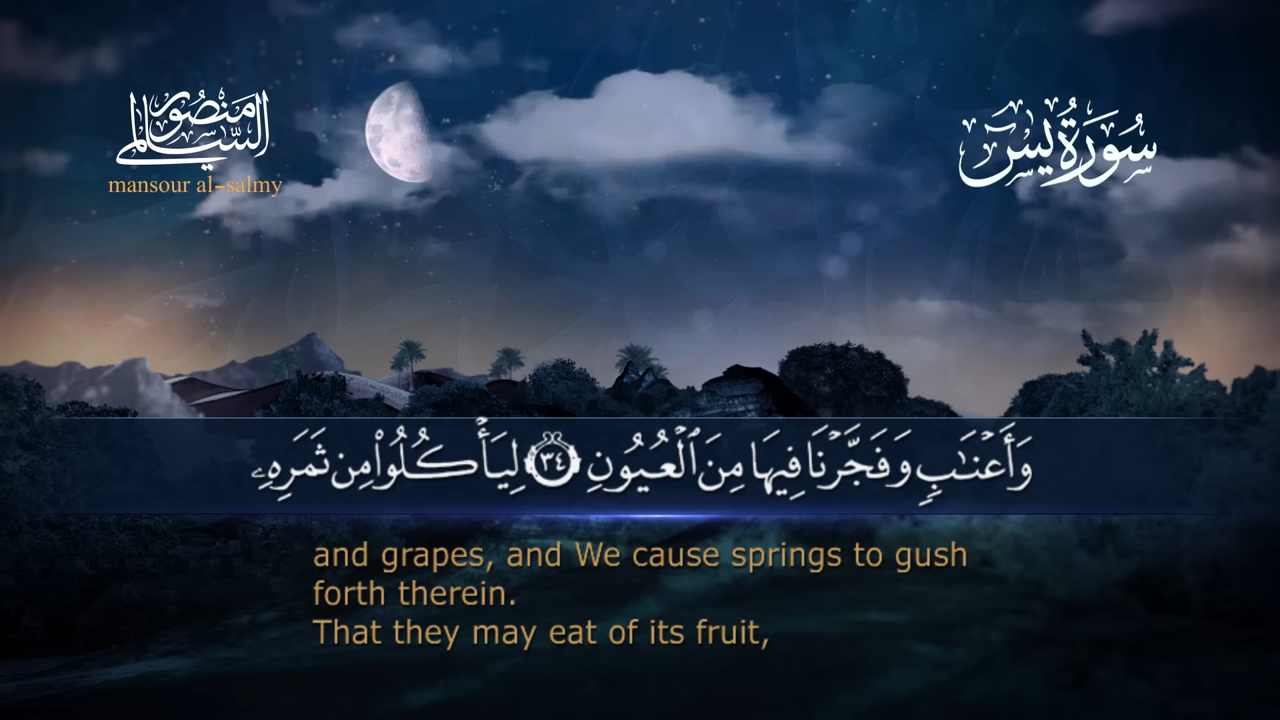 منصور
السالمي
mansour al-salmy
سُورَةُ يسٓ
وَأَعْنَٰبٍ وَفَجَّرْنَا فِيهَا مِنَ ٱلْعُيُونِ ٣٤ لِيَأْكُلُوا۟ مِن ثَمَرِهِۦ
and grapes, and We cause springs to gush
forth therein.
That they may eat of its fruit,